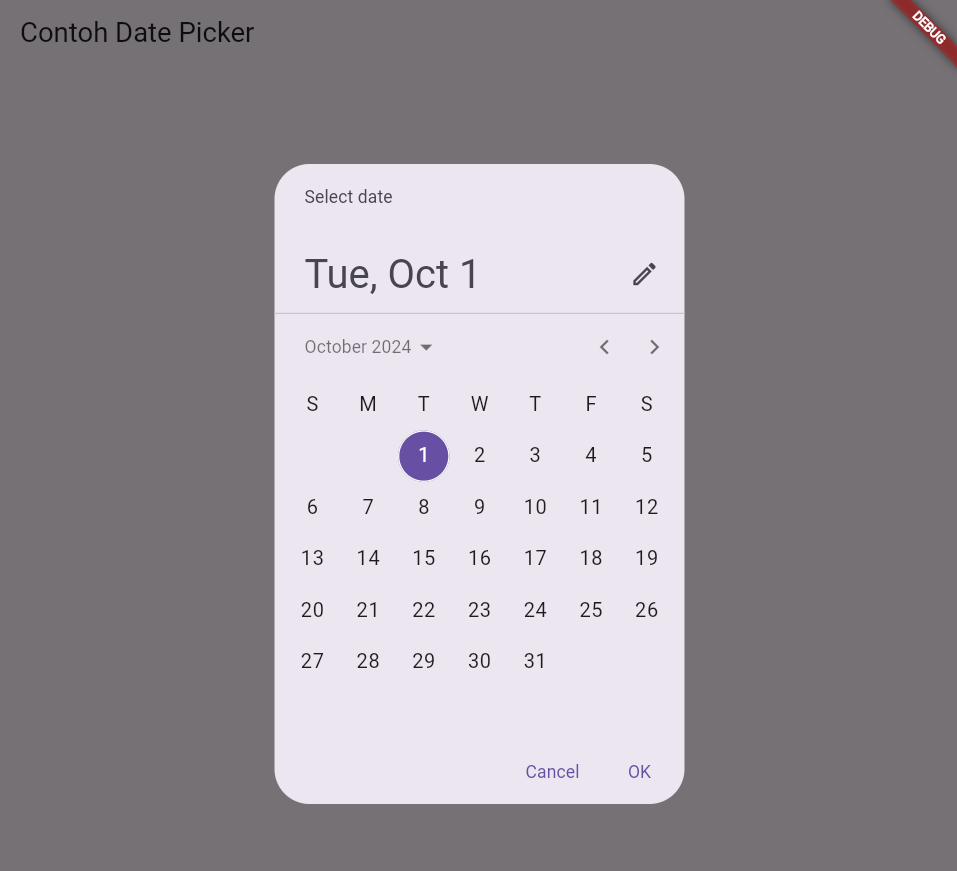 Contoh Date Picker
DEBUG
Select date
Tue, Oct 1
October 2024
S M T W T F S
1 2 3 4 5
6 7 8 9 10 11 12
13 14 15 16 17 18 19
20 21 22 23 24 25 26
27 28 29 30 31
Cancel OK